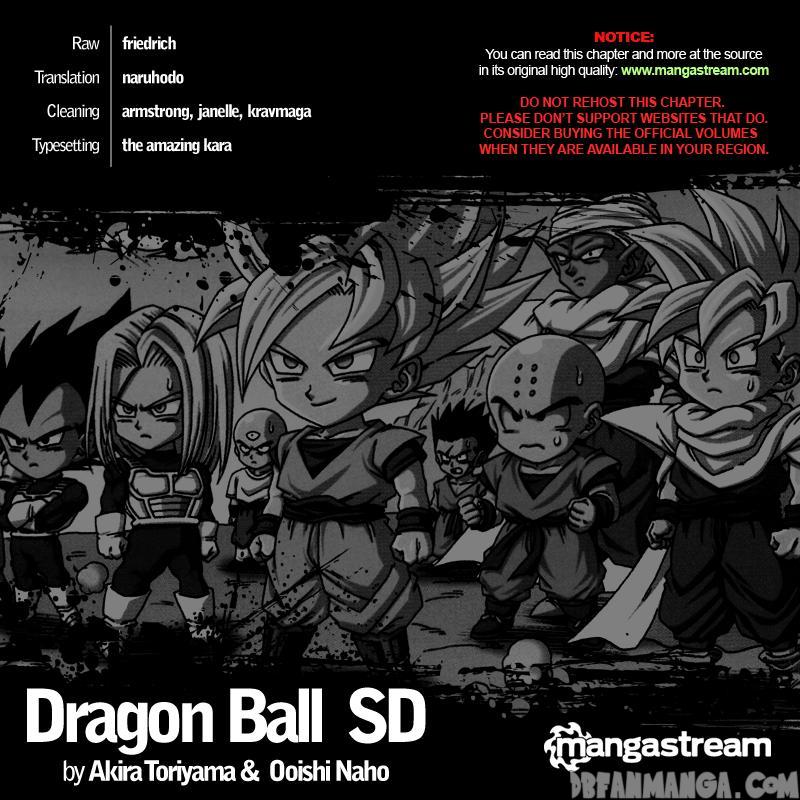 Raw friedrich
Translation naruhodo
Cleaning armstrong, janelle, kravmaga
Typesetting the amazing kara
NOTICE:
You can read this chapter and more at the source
in its original high quality: www.mangastream.com
DO NOT REHOST THIS CHAPTER.
PLEASE DON'T SUPPORT WEBSITES THAT DO.
CONSIDER BUYING THE OFFICIAL VOLUMES
WHEN THEY ARE AVAILABLE IN YOUR REGION.
Dragon Ball SD
by Akira Toriyama & Ooishi Naho
mangastream
DBFANMANGA.COM